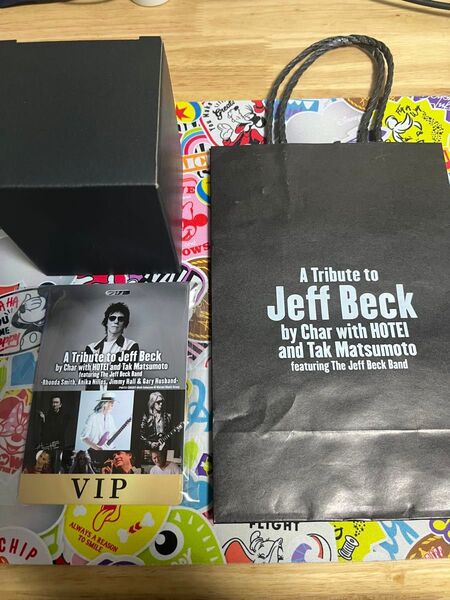 A Tribute to
Jeff Beck
by Char with HOTEI
and Tak Matsumoto
featuring The Jeff Beck Band
A Tribute to Jeff Beck
by Char with HOTEI and Tak Matsumoto
featuring The Jeff Beck Band
-Rhonda Smith, Anika Nilles, Jimmy Hall & Gary Husband-
VIP
ALWAYS A REASON
TO SMILE.
FLIGHT
CHIP